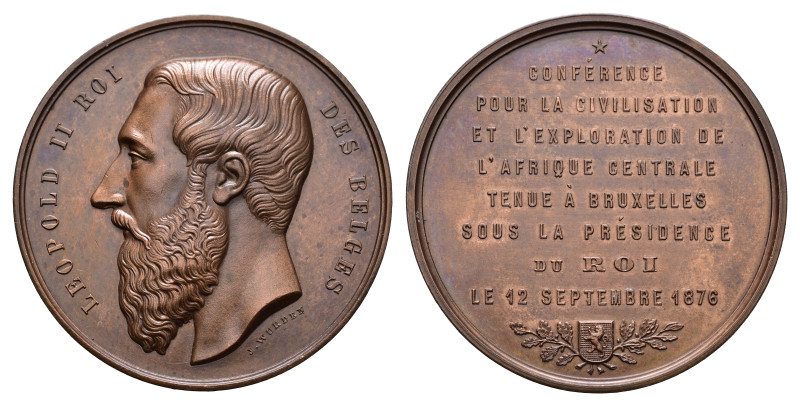 LEOPOLD II ROI DES BELGES
J. WURDEN
CONFÉRENCE
POUR LA CIVILISATION
ET L'EXPLORATION DE
L'AFRIQUE CENTRALE
TENUE À BRUXELLES
SOUS LA PRÉSIDENCE
DU ROI
LE 12 SEPTEMBRE 1876